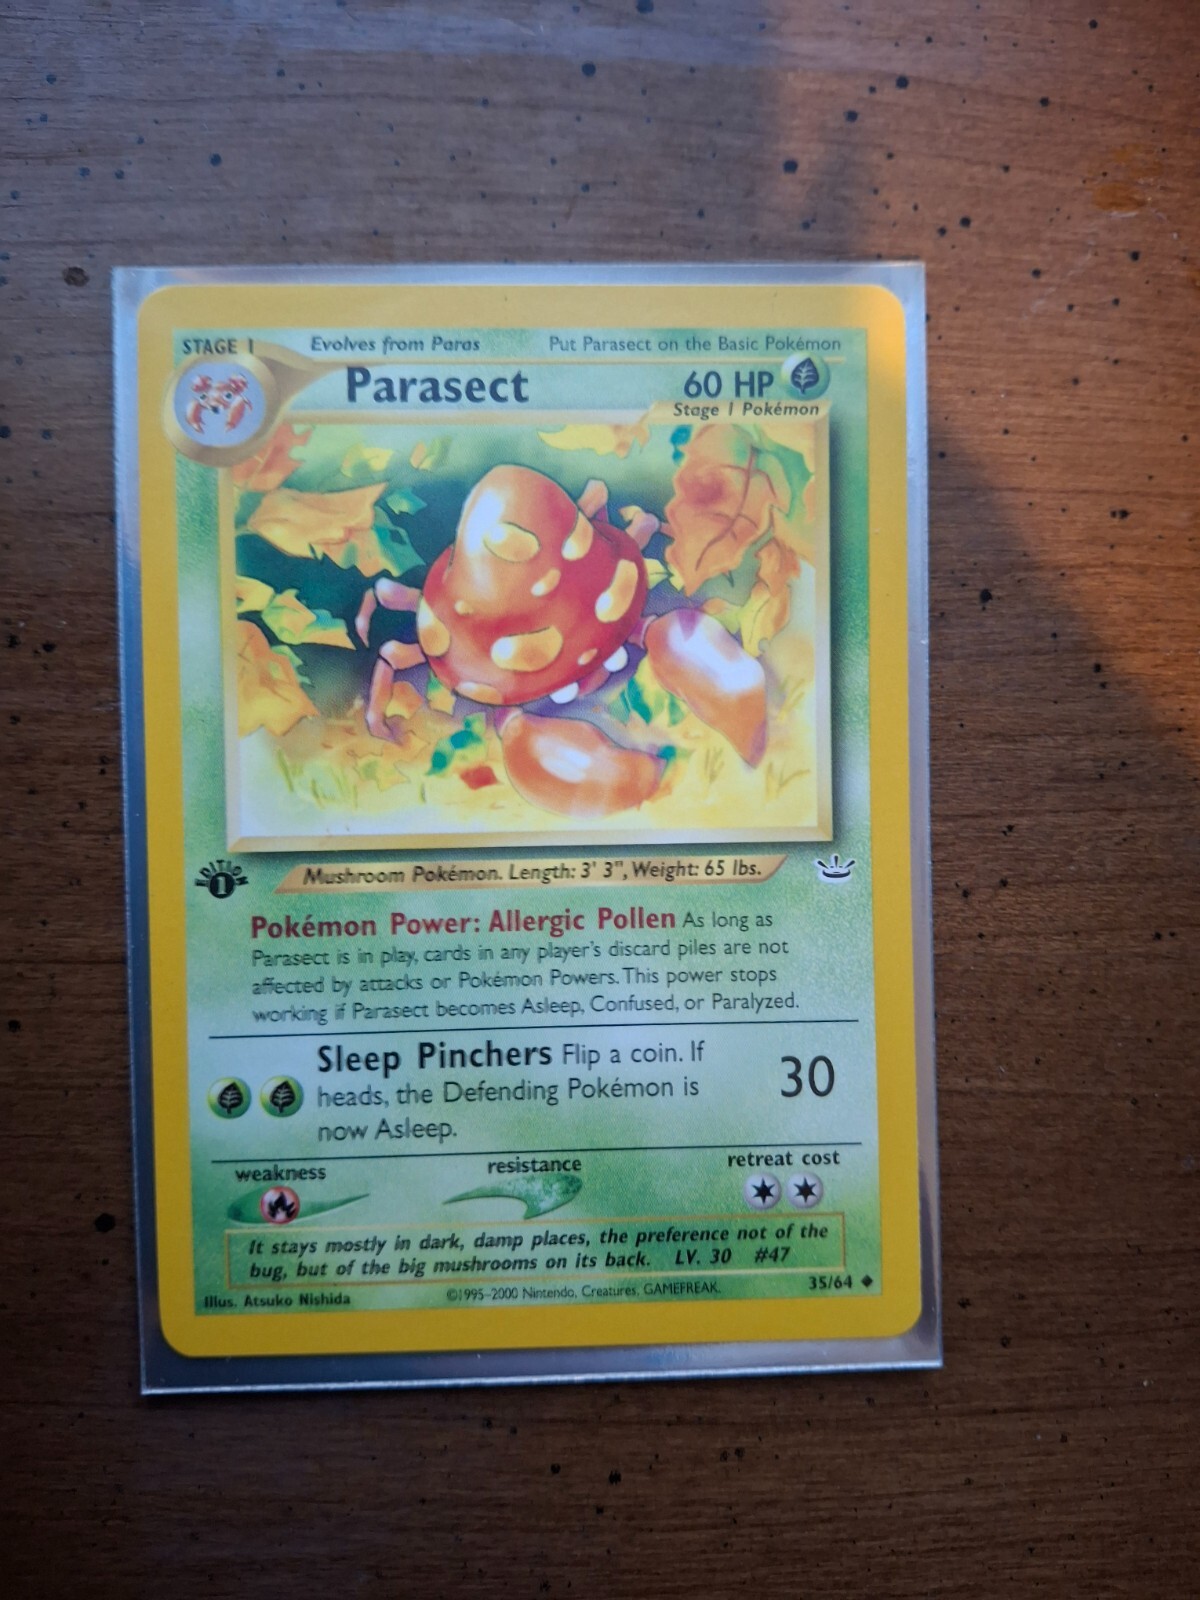 STAGE 1 Evolves from Paras Put Parasect on the Basic Pokémon
Parasect 60 HP
Stage 1 Pokémon
EDITION
1
Mushroom Pokémon. Length: 3' 3", Weight: 65 lbs.
Pokémon Power: Allergic Pollen As long as
Parasect is in play, cards in any player's discard piles are not
affected by attacks or Pokémon Powers. This power stops
working if Parasect becomes Asleep, Confused, or Paralyzed.
Sleep Pinchers Flip a coin. If
heads, the Defending Pokémon is
now Asleep.
30
weakness resistance retreat cost
It stays mostly in dark, damp places, the preference not of the
bug, but of the big mushrooms on its back. LV. 30 #47
Illus. Atsuko Nishida ©1995-2000 Nintendo, Creatures, GAMEFREAK. 35/64